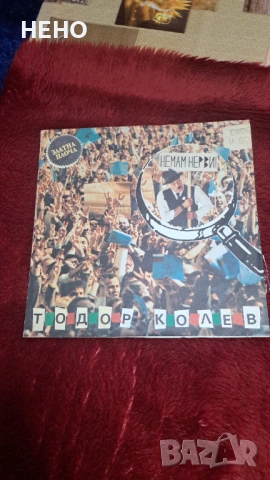 НЕНО
ЗЛАТНА
ПЛОЧА
НЕМАМ НЕРВИ
ТОДОР КОЛЕВ
bazar